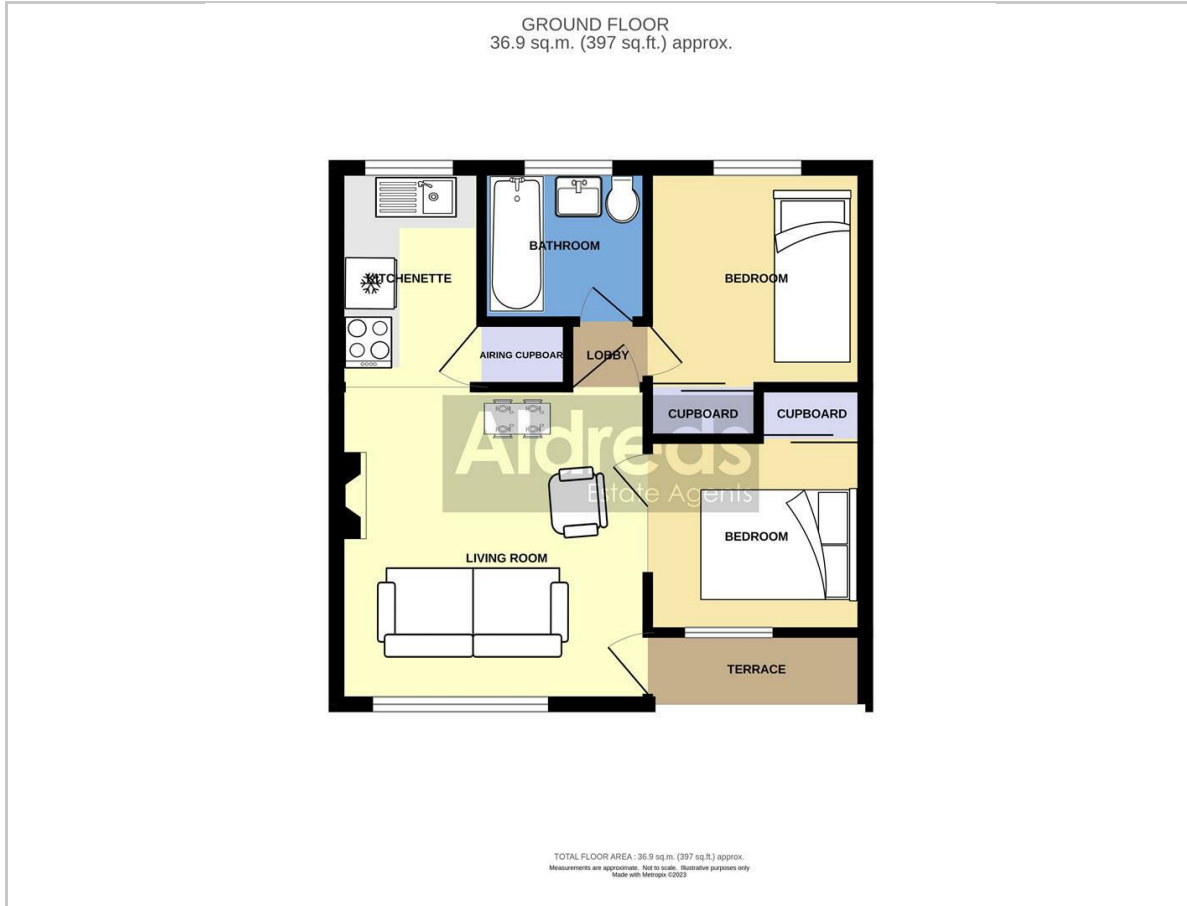 GROUND FLOOR
36.9 sq.m. (397 sq.ft.) approx.
BATHROOM
KITCHENETTE
BEDROOM
AIRING CUPBOAR
LOBBY
CUPBOARD
CUPBOARD
Aldreds
Estate Agents
BEDROOM
LIVING ROOM
TERRACE
TOTAL FLOOR AREA : 36.9 sq.m. (397 sq.ft.) approx.
Measurements are approximate. Not to scale. Illustrative purposes only
Made with Metropix ©2023